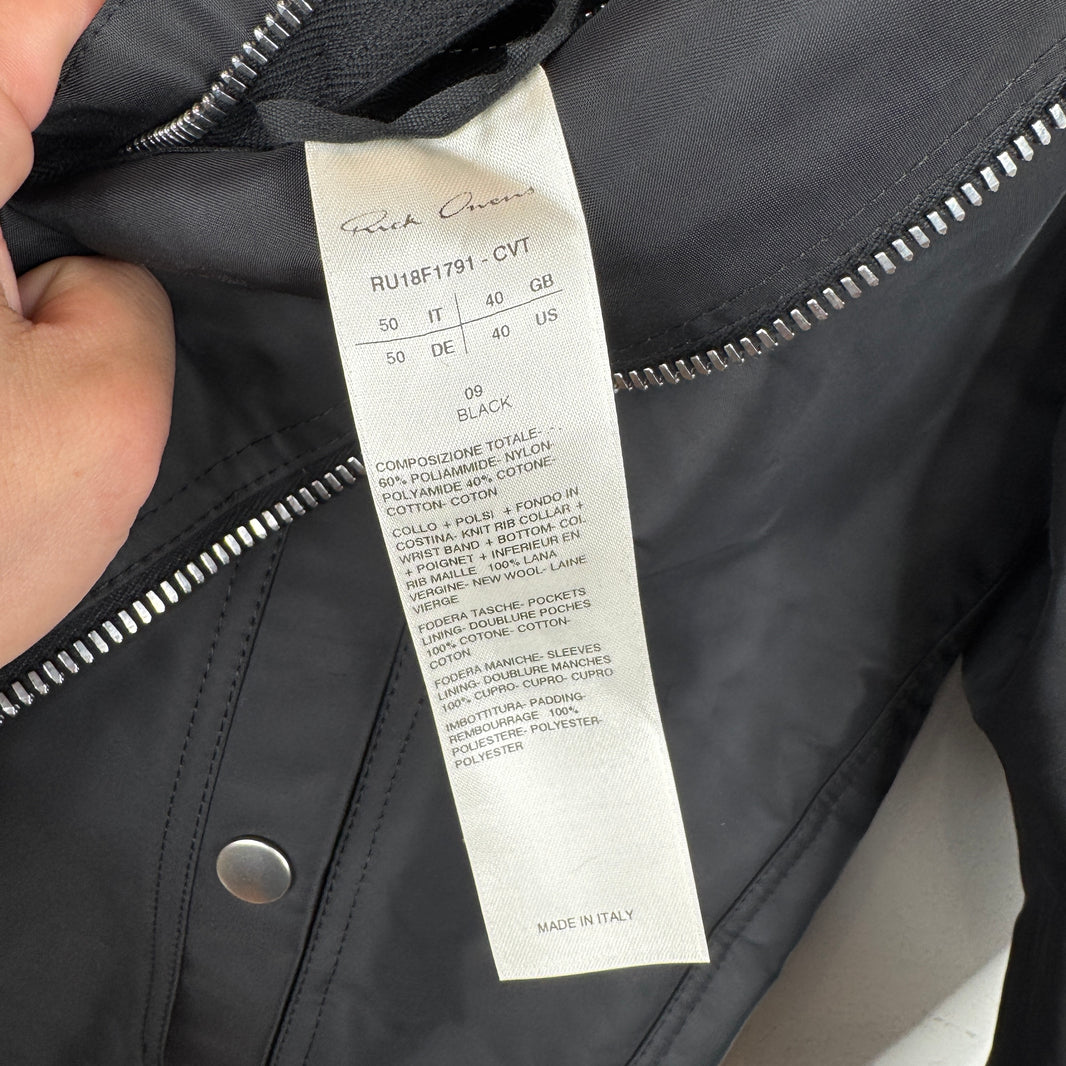 Rick Owens
RU18F1791 - CVT
50 IT 40 GB
50 DE 40 US
09
BLACK
COMPOSIZIONE TOTALE-
60% POLIAMMIDE- NYLON-
POLYAMIDE 40% COTONE-
COTTON- COTON
COLLO + POLSI + FONDO IN
COSTINA- KNIT RIB COLLAR +
WRIST BAND + BOTTOM- COL
+ POIGNET + INFERIEUR EN
RIB MAILLE 100% LANA
VERGINE- NEW WOOL- LAINE
VIERGE
FODERA TASCHE- POCKETS
LINING- DOUBLURE POCHES
100% COTONE- COTTON-
COTON
FODERA MANICHE- SLEEVES
LINING- DOUBLURE MANCHES
100% CUPRO- CUPRO- CUPRO
IMBOTTITURA- PADDING-
REMBOURRAGE 100%
POLIESTERE- POLYESTER-
POLYESTER
MADE IN ITALY